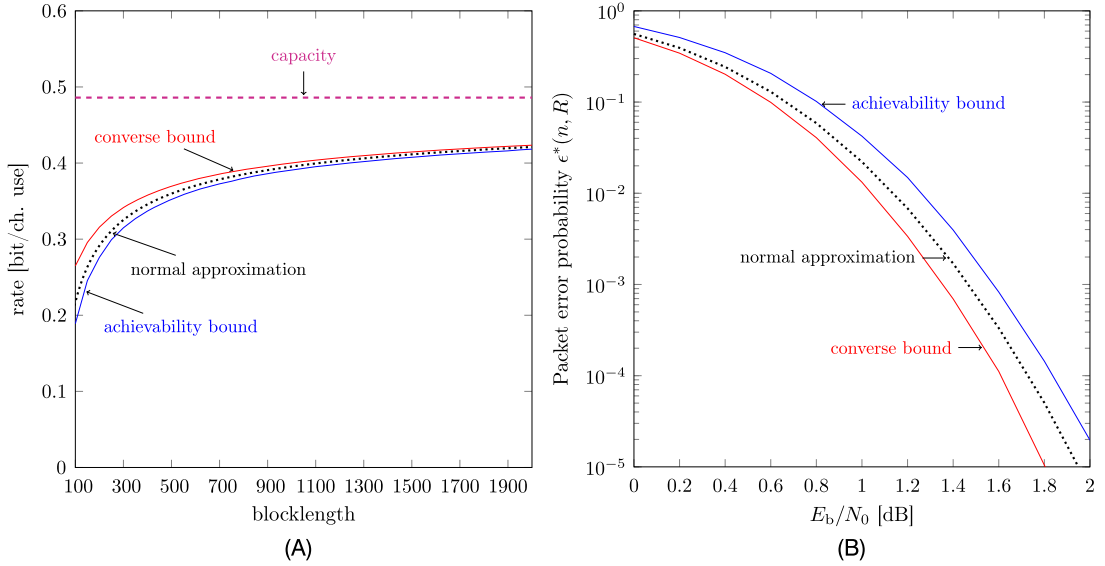 0.6
0.5
0.4
0.3
0.2
0.1
0
rate [bit/ch. use]
capacity
converse bound
normal approximation
achievability bound
100 300 500 700 900 1100 1300 1500 1700 1900
blocklength
(A)
10^0
10^−1
10^−2
10^−3
10^−4
10^−5
Packet error probability ϵ*(n, R)
achievability bound
normal approximation
converse bound
0 0.2 0.4 0.6 0.8 1 1.2 1.4 1.6 1.8 2
E_b/N_0 [dB]
(B)